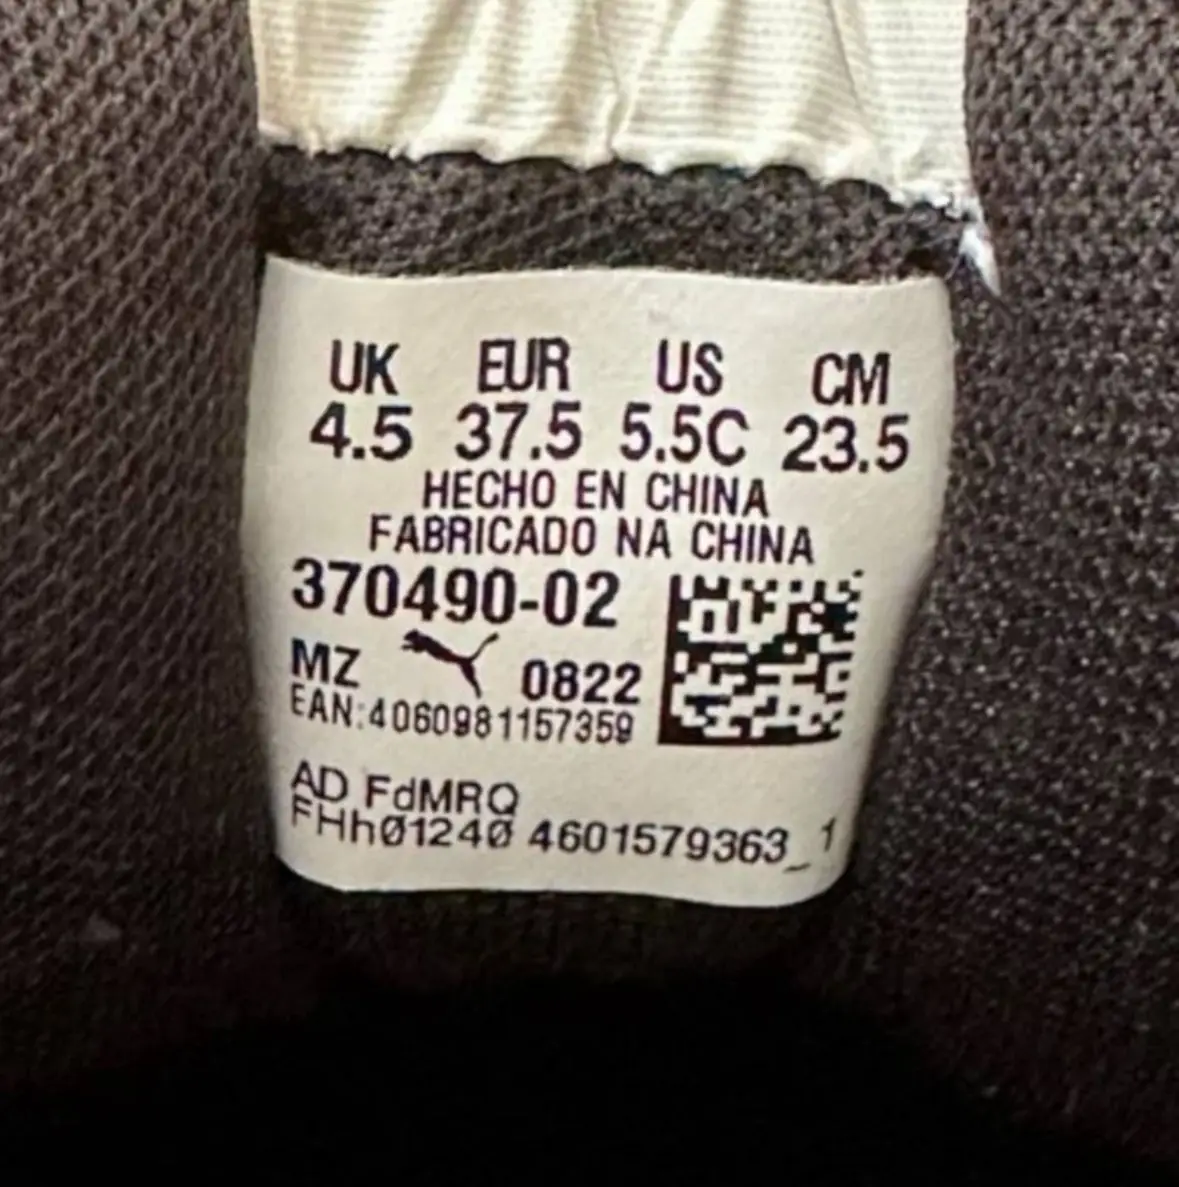 UK EUR US CM
4.5 37.5 5.5C 23.5
HECHO EN CHINA
FABRICADO NA CHINA
370490-02
MZ 0822
EAN:4060981157359
AD FdMRQ
FHhØ124Ø 4601579363_1